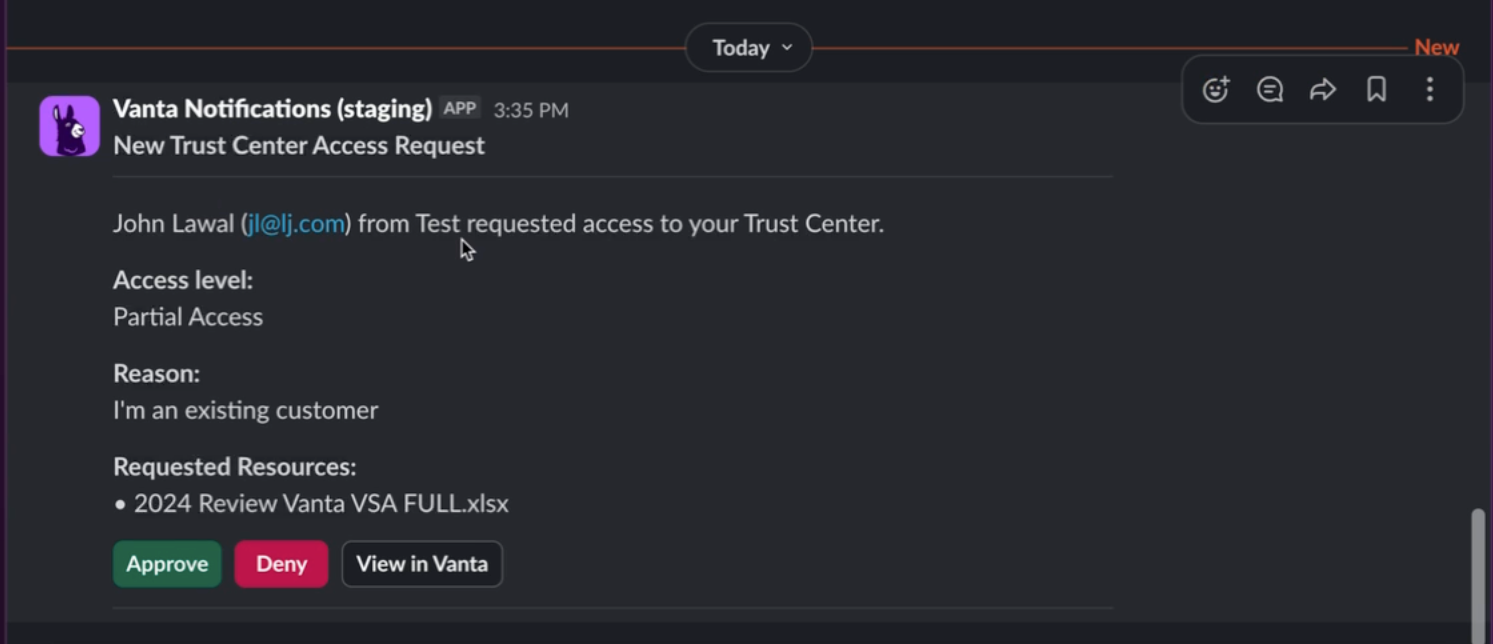 Today
New
Vanta Notifications (staging) APP 3:35 PM
New Trust Center Access Request
John Lawal (jl@lj.com) from Test requested access to your Trust Center.
Access level:
Partial Access
Reason:
I'm an existing customer
Requested Resources:
• 2024 Review Vanta VSA FULL.xlsx
Approve Deny View in Vanta